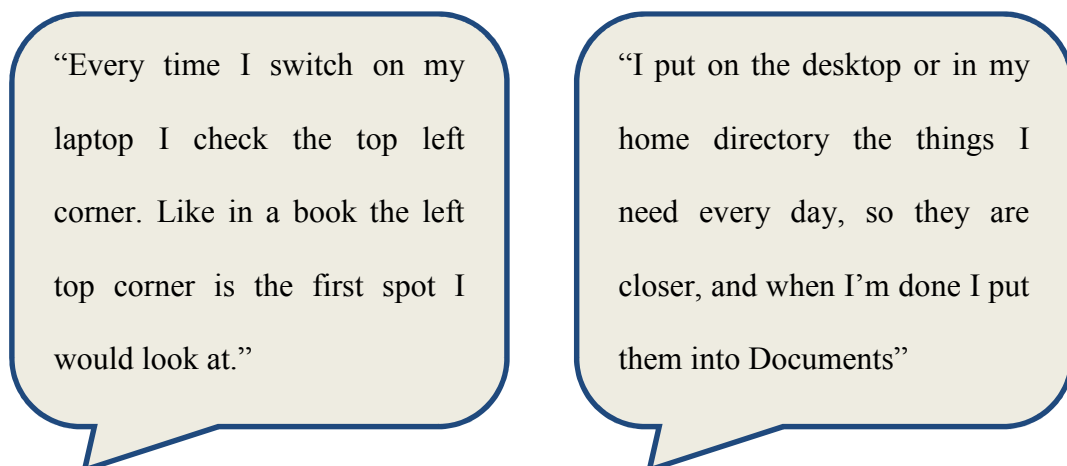 “Every time I switch on my
laptop I check the top left
corner. Like in a book the left
top corner is the first spot I
would look at.”
“I put on the desktop or in my
home directory the things I
need every day, so they are
closer, and when I’m done I put
them into Documents”